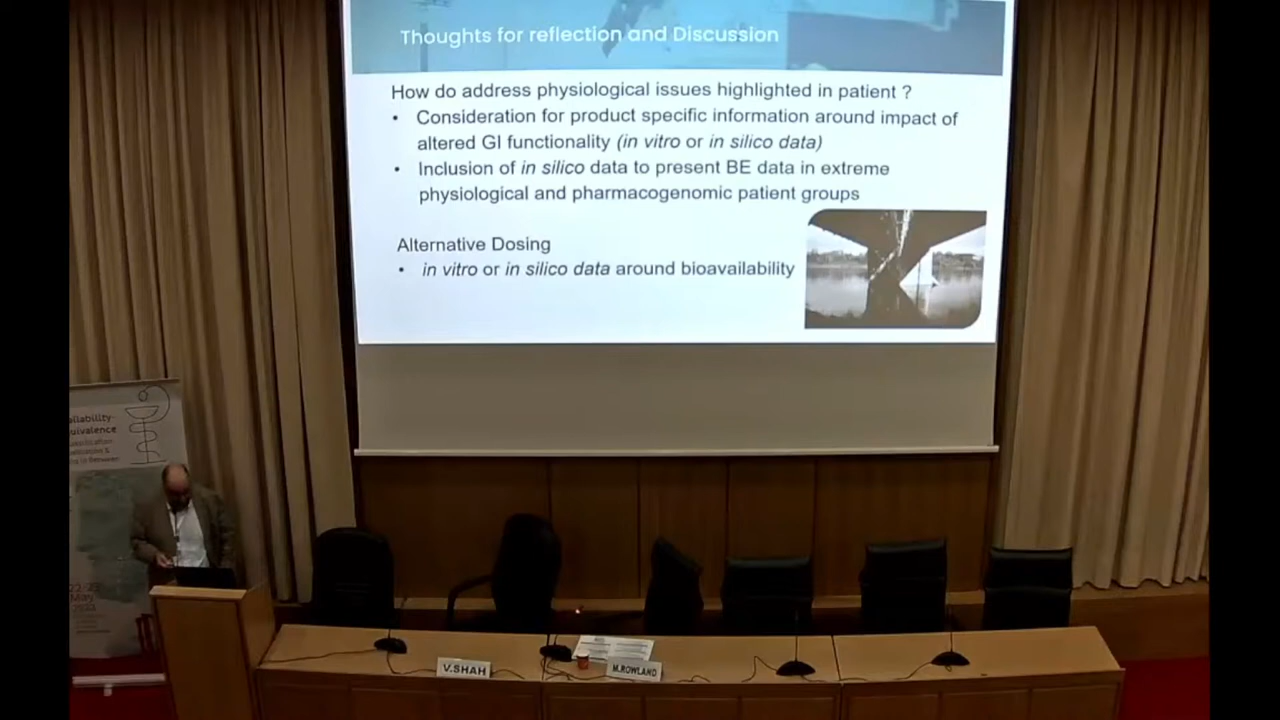 Thoughts for reflection and Discussion
How do address physiological issues highlighted in patient ?
• Consideration for product specific information around impact of
altered GI functionality (in vitro or in silico data)
• Inclusion of in silico data to present BE data in extreme
physiological and pharmacogenomic patient groups
Alternative Dosing
• in vitro or in silico data around bioavailability
22-23
May
V.SHAH
M.ROWLAND